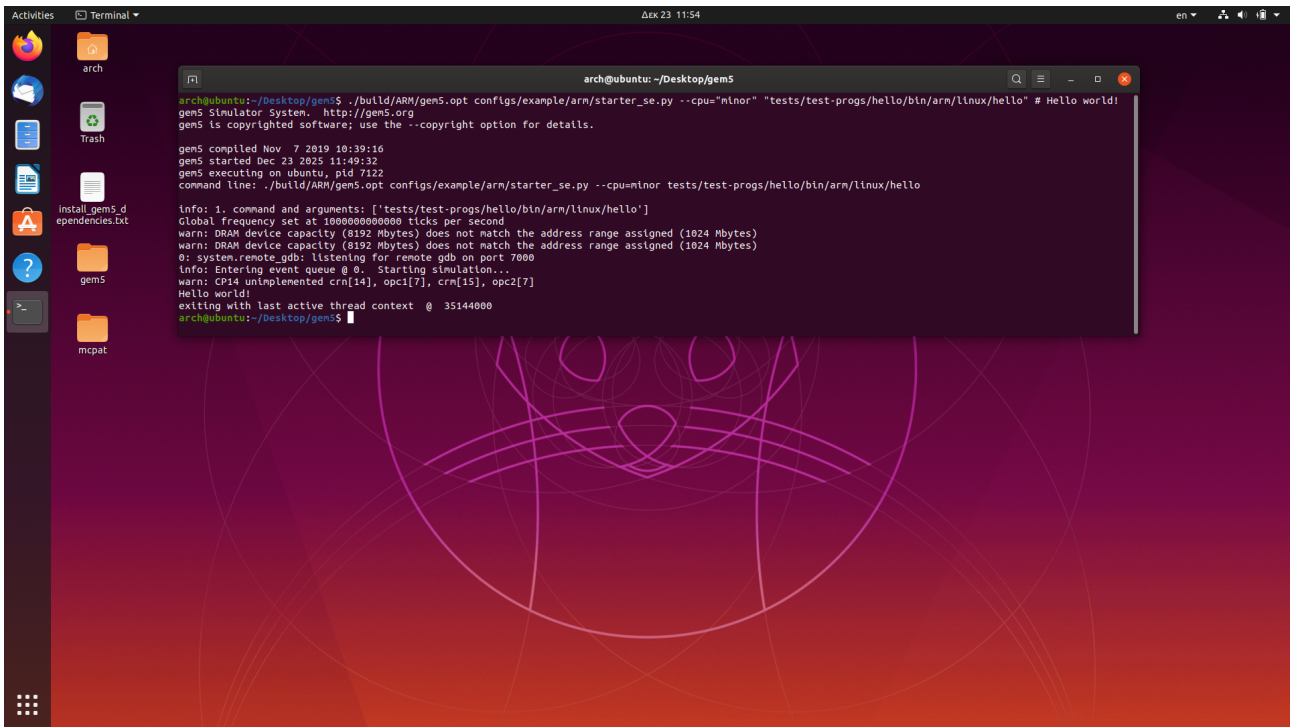 Activities Terminal Δεκ 23 11:54 en
arch
Trash
install_gem5_d
ependencies.txt
gem5
mcpat
arch@ubuntu: ~/Desktop/gem5
arch@ubuntu:~/Desktop/gem5$ ./build/ARM/gem5.opt configs/example/arm/starter_se.py --cpu="minor" "tests/test-progs/hello/bin/arm/linux/hello" # Hello world!
gem5 Simulator System.  http://gem5.org
gem5 is copyrighted software; use the --copyright option for details.
gem5 compiled Nov  7 2019 10:39:16
gem5 started Dec 23 2025 11:49:32
gem5 executing on ubuntu, pid 7122
command line: ./build/ARM/gem5.opt configs/example/arm/starter_se.py --cpu=minor tests/test-progs/hello/bin/arm/linux/hello
info: 1. command and arguments: ['tests/test-progs/hello/bin/arm/linux/hello']
Global frequency set at 1000000000000 ticks per second
warn: DRAM device capacity (8192 Mbytes) does not match the address range assigned (1024 Mbytes)
warn: DRAM device capacity (8192 Mbytes) does not match the address range assigned (1024 Mbytes)
0: system.remote_gdb: listening for remote gdb on port 7000
info: Entering event queue @ 0.  Starting simulation...
warn: CP14 unimplemented crn[14], opc1[7], crm[15], opc2[7]
Hello world!
exiting with last active thread context  @  35144000
arch@ubuntu:~/Desktop/gem5$